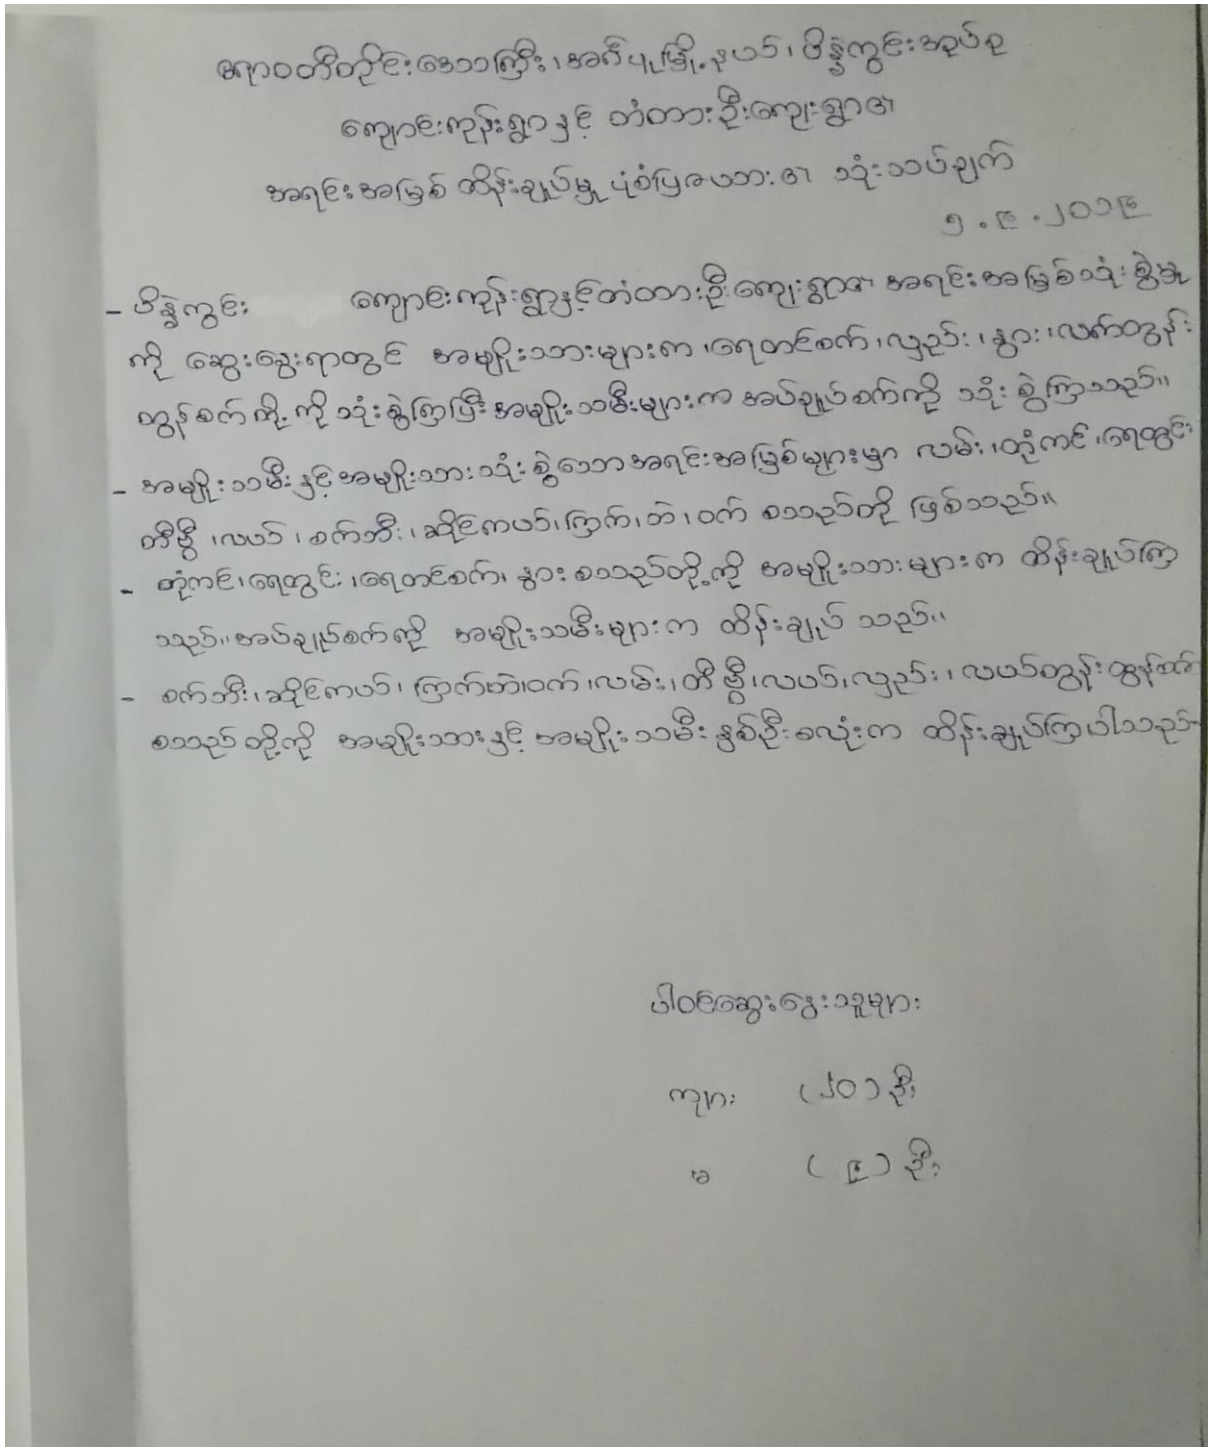 ဧရာဝတီတိုင်းဒေသကြီး၊ အင်္ဂပူမြို့နယ်၊ ဖိန္နဲကွင်းအုပ်စု
ကျောင်းကုန်းရွာနှင့် တံတားဦးကျေးရွာ၏
အရင်းအမြစ် ထိန်းချုပ်မှု ပုံစံပြဇယား၏ သုံးသပ်ချက်
၅.၉.၂၀၁၉
- ဖိန္နဲကွင်း ကျောင်းကုန်းရွာနှင့်တံတားဦးကျေးရွာ၏ အရင်းအမြစ်သုံးစွဲမှု
ကို ဆွေးနွေးရာတွင် အမျိုးသားများက ၊ရေတင်စက် ၊လှည်း ၊နွား ၊လက်တွန်း
ထွန်စက်တို့ကို သုံးစွဲကြပြီး အမျိုးသမီးများက အပ်ချုပ်စက်ကို သုံးစွဲကြသည်။
- အမျိုးသမီးနှင့်အမျိုးသားသုံးစွဲသောအရင်းအမြစ်များမှာ လမ်း ၊တိုကင် ၊ရေတွင်း
တီဗွီ ၊လယ် ၊စက်ဘီး ၊ဆိုင်ကယ်၊ ကြက်၊ ဘဲ၊ ဝက် စသည်တို့ ဖြစ်သည်။
- တိုကင်၊ ရေတွင်း ၊ရေတင်စက်၊ နွား စသည်တို့ကို အမျိုးသားများက ထိန်းချုပ်ကြ
သည်။ အပ်ချုပ်စက်ကို အမျိုးသမီးများက ထိန်းချုပ် သည်။
- စက်ဘီး၊ ဆိုင်ကယ်၊ ကြက်ဘဲ၊ ဝက် ၊လမ်း၊ တီဗွီ ၊လယ်၊ လှည်း၊ လယ်ထွန်း ထွန်စက်
စသည်တို့ကို အမျိုးသားနှင့် အမျိုးသမီး နှစ်ဦးစလုံးက ထိန်းချုပ်ကြပါသည်
ပါဝင်ဆွေးနွေးသူများ
ကျား (၂၀) ဦး
မ (၉) ဦး